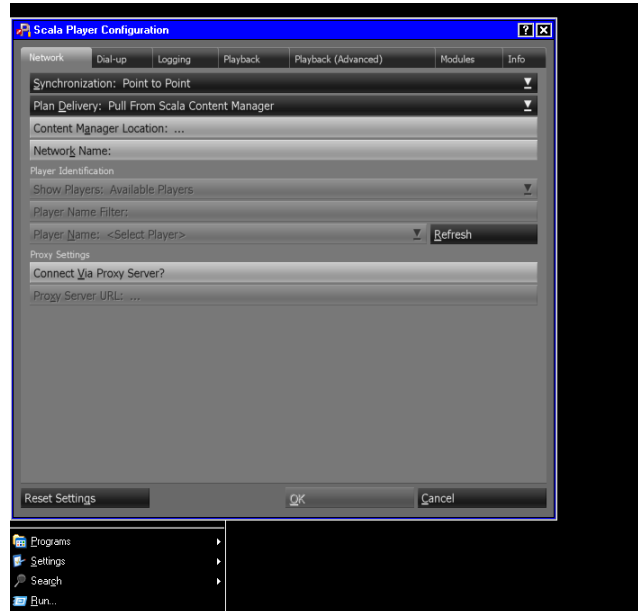 Scala Player Configuration
Network Dial-up Logging Playback Playback (Advanced) Modules Info
Synchronization: Point to Point
Plan Delivery: Pull From Scala Content Manager
Content Manager Location: ...
Network Name:
Player Identification
Show Players: Available Players
Player Name Filter:
Player Name: <Select Player> Refresh
Proxy Settings
Connect Via Proxy Server?
Proxy Server URL: ...
Reset Settings OK Cancel
Programs
Settings
Search
Run...